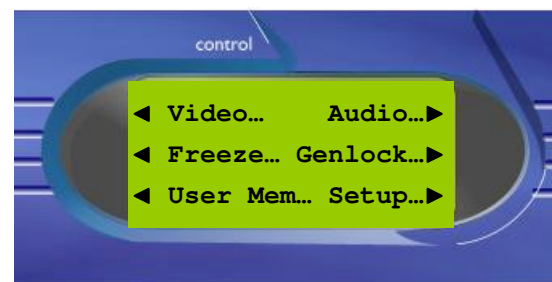 control
◀ Video… Audio…▶
◀ Freeze… Genlock…▶
◀ User Mem… Setup…▶